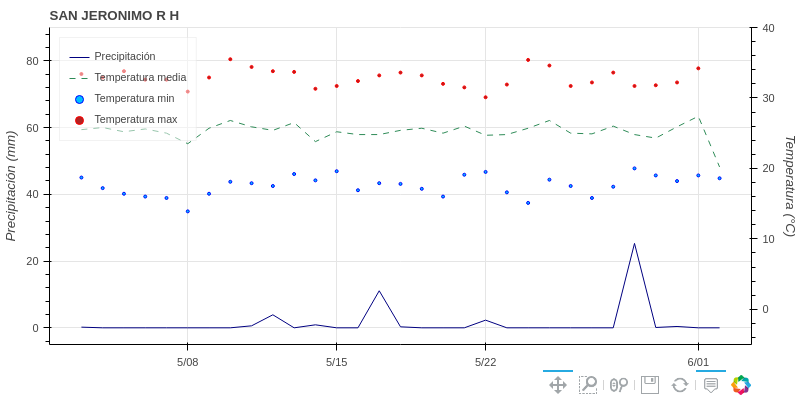 SAN JERONIMO R H
Precipitación
Temperatura media
Temperatura min
Temperatura max
Precipitación (mm)
80
60
40
20
0
Temperatura (°C)
40
30
20
10
0
5/08
5/15
5/22
6/01